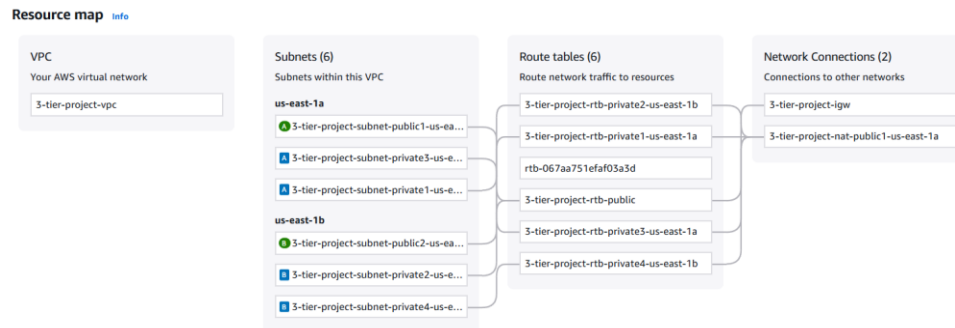 Resource map Info
VPC
Your AWS virtual network
3-tier-project-vpc
Subnets (6)
Subnets within this VPC
us-east-1a
A 3-tier-project-subnet-public1-us-ea...
A 3-tier-project-subnet-private3-us-e...
A 3-tier-project-subnet-private1-us-e...
us-east-1b
B 3-tier-project-subnet-public2-us-ea...
B 3-tier-project-subnet-private2-us-e...
B 3-tier-project-subnet-private4-us-e...
Route tables (6)
Route network traffic to resources
3-tier-project-rtb-private2-us-east-1b
3-tier-project-rtb-private1-us-east-1a
rtb-067aa751efaf03a3d
3-tier-project-rtb-public
3-tier-project-rtb-private3-us-east-1a
3-tier-project-rtb-private4-us-east-1b
Network Connections (2)
Connections to other networks
3-tier-project-igw
3-tier-project-nat-public1-us-east-1a